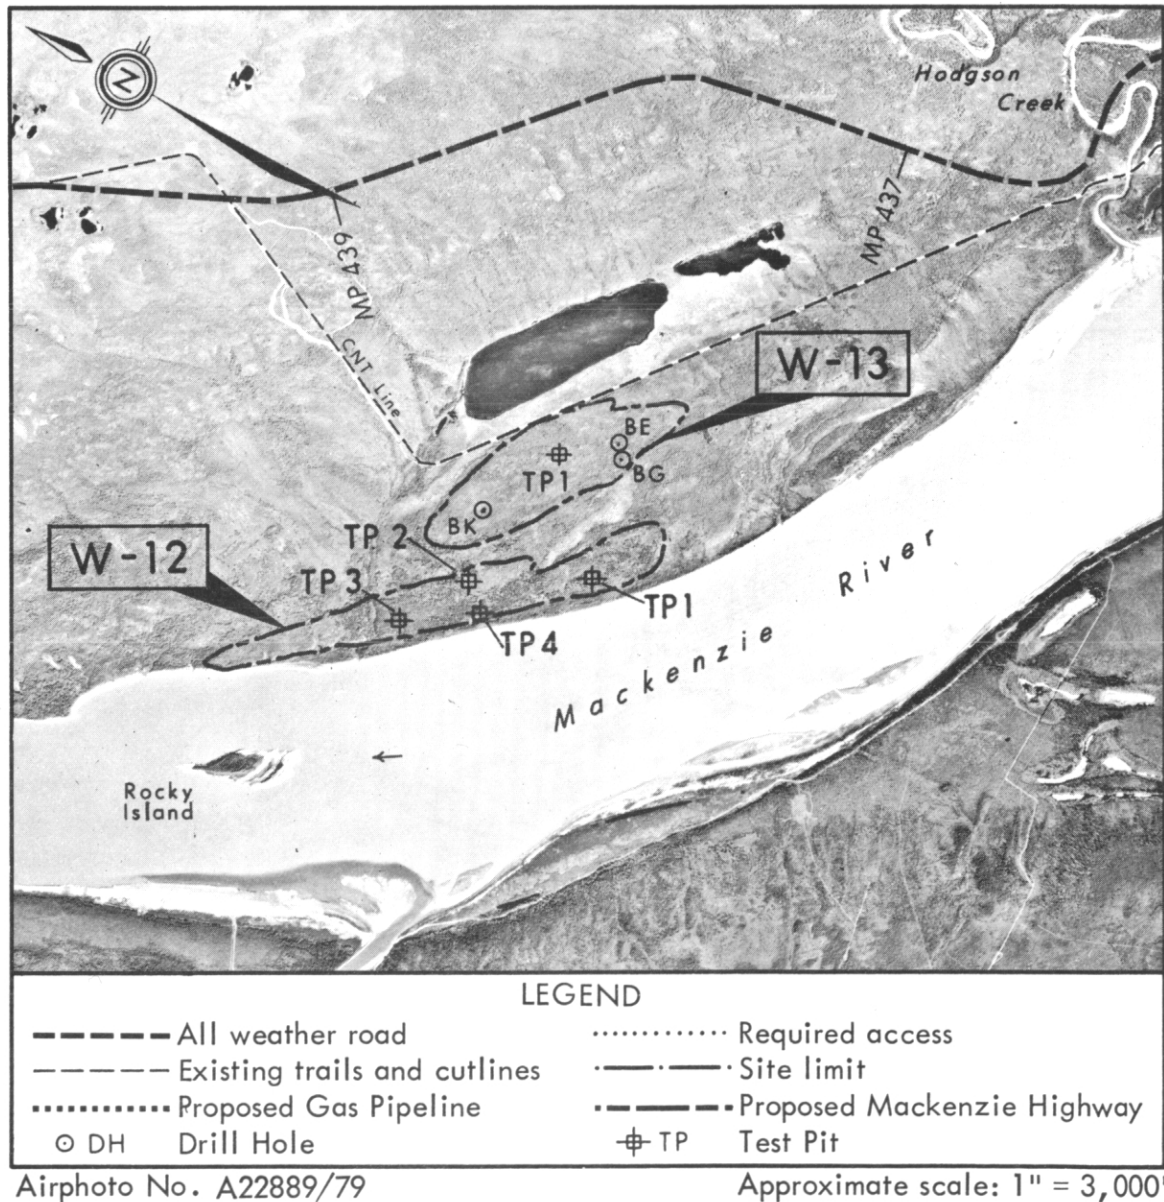 N
Hodgson
Creek
MP 439
MP 437
CNT Line
W-13
BE
BG
TP1
BK
W-12
TP 2
TP 3
TP1
TP4
Mackenzie River
Rocky
Island
LEGEND
All weather road
Required access
Existing trails and cutlines
Site limit
Proposed Gas Pipeline
Proposed Mackenzie Highway
DH Drill Hole
TP Test Pit
Airphoto No. A22889/79
Approximate scale: 1" = 3,000'